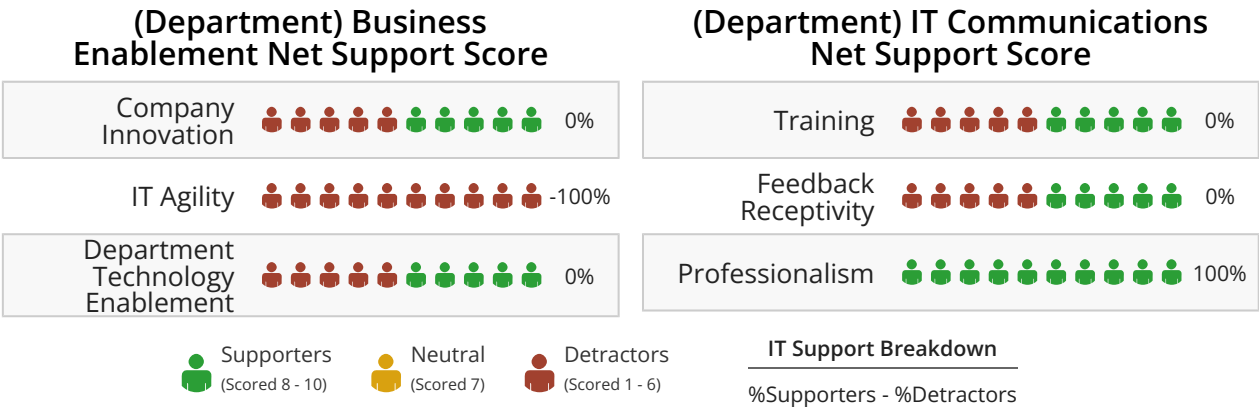 (Department) Business
Enablement Net Support Score
Company
Innovation
0%
IT Agility
-100%
Department
Technology
Enablement
0%
(Department) IT Communications
Net Support Score
Training
0%
Feedback
Receptivity
0%
Professionalism
100%
Supporters
(Scored 8 - 10)
Neutral
(Scored 7)
Detractors
(Scored 1 - 6)
IT Support Breakdown
%Supporters - %Detractors